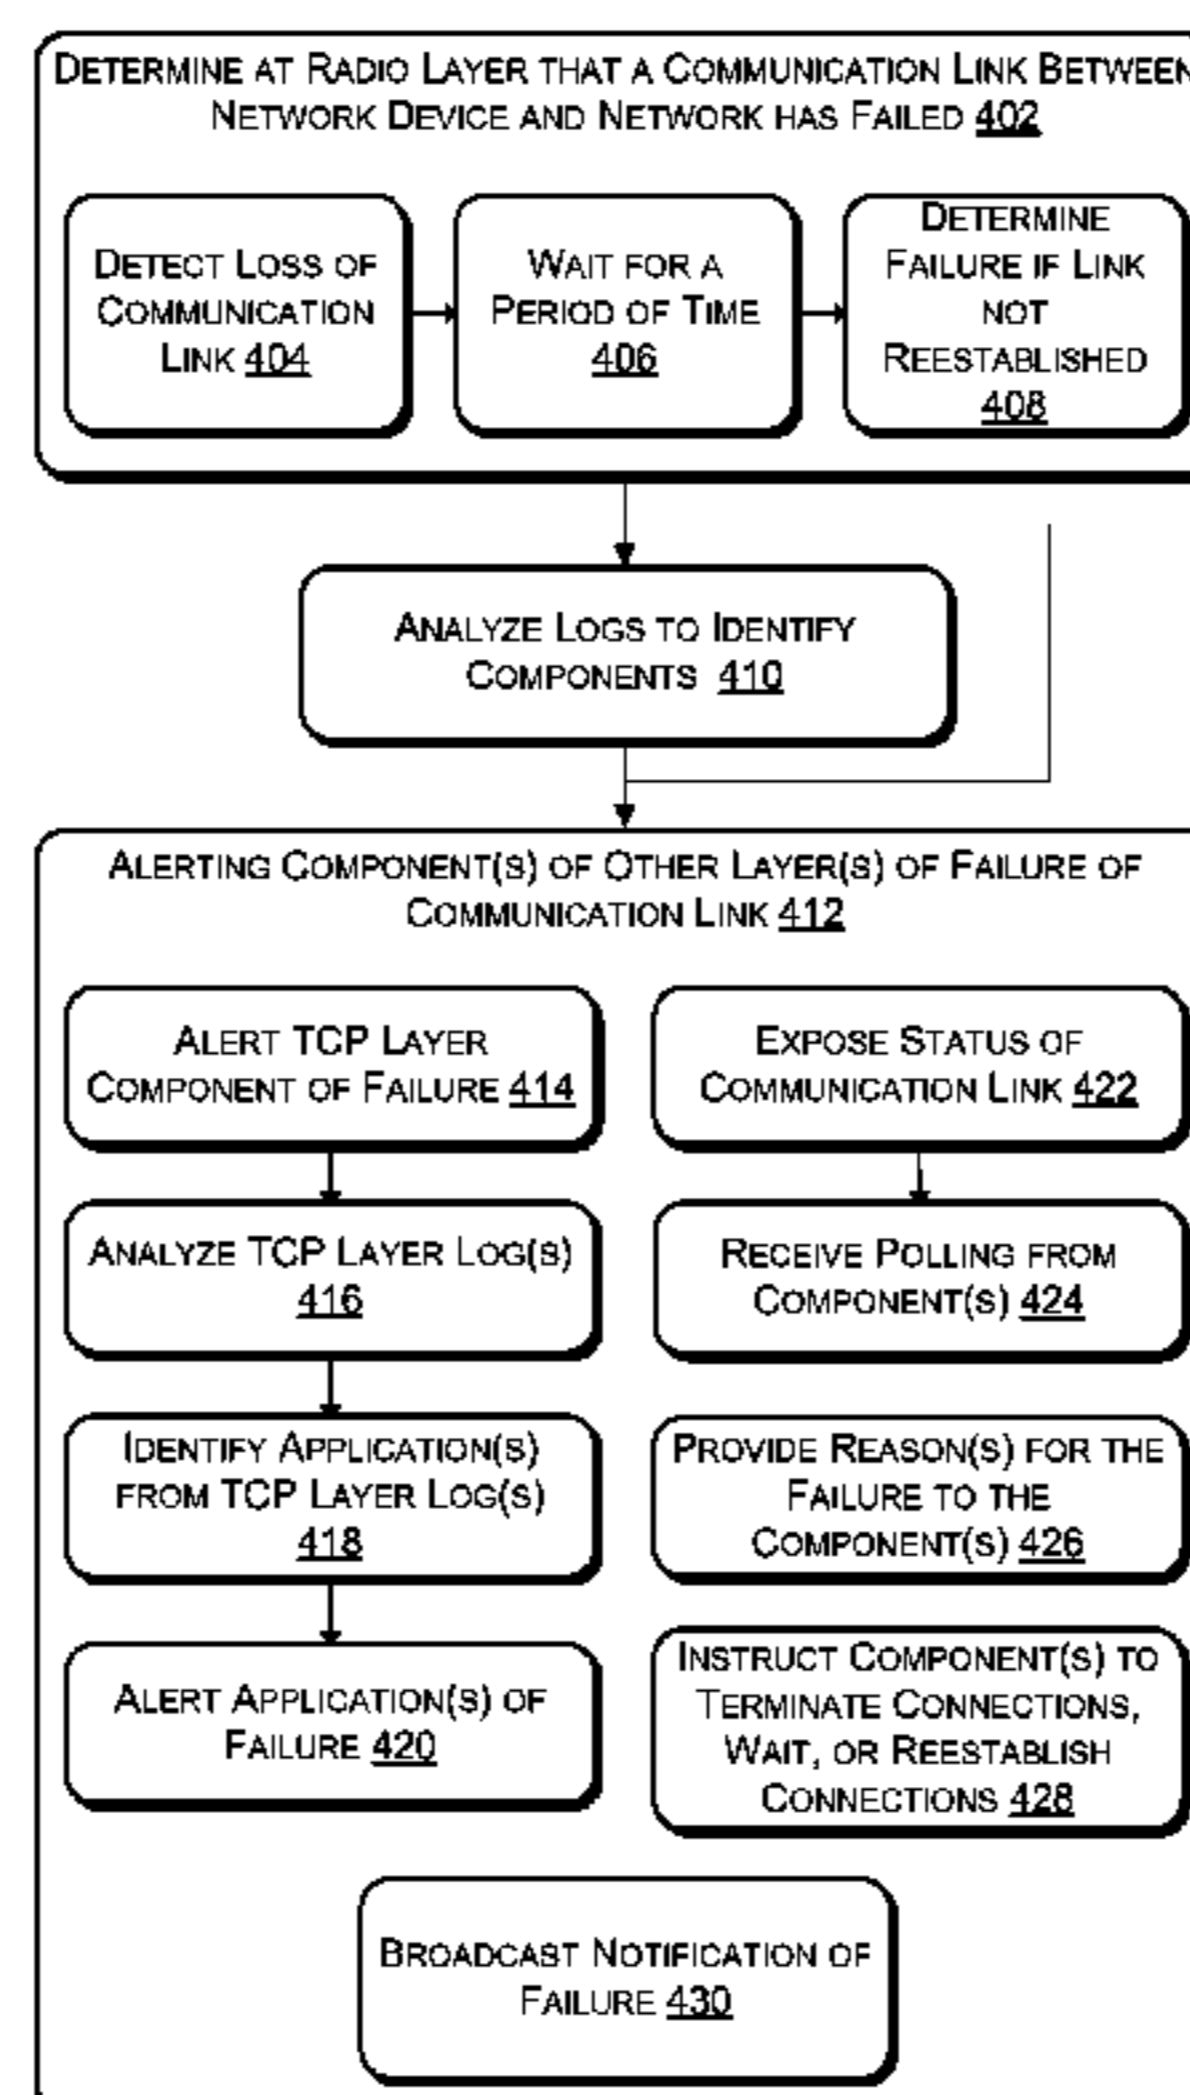 DETERMINE AT RADIO LAYER THAT A COMMUNICATION LINK BETWEEN
NETWORK DEVICE AND NETWORK HAS FAILED 402
DETECT LOSS OF
COMMUNICATION
LINK 404
WAIT FOR A
PERIOD OF TIME
406
DETERMINE
FAILURE IF LINK
NOT
REESTABLISHED
408
ANALYZE LOGS TO IDENTIFY
COMPONENTS 410
ALERTING COMPONENT(S) OF OTHER LAYER(S) OF FAILURE OF
COMMUNICATION LINK 412
ALERT TCP LAYER
COMPONENT OF FAILURE 414
ANALYZE TCP LAYER LOG(S)
416
IDENTIFY APPLICATION(S)
FROM TCP LAYER LOG(S)
418
ALERT APPLICATION(S) OF
FAILURE 420
EXPOSE STATUS OF
COMMUNICATION LINK 422
RECEIVE POLLING FROM
COMPONENT(S) 424
PROVIDE REASON(S) FOR THE
FAILURE TO THE
COMPONENT(S) 426
INSTRUCT COMPONENT(S) TO
TERMINATE CONNECTIONS,
WAIT, OR REESTABLISH
CONNECTIONS 428
BROADCAST NOTIFICATION OF
FAILURE 430